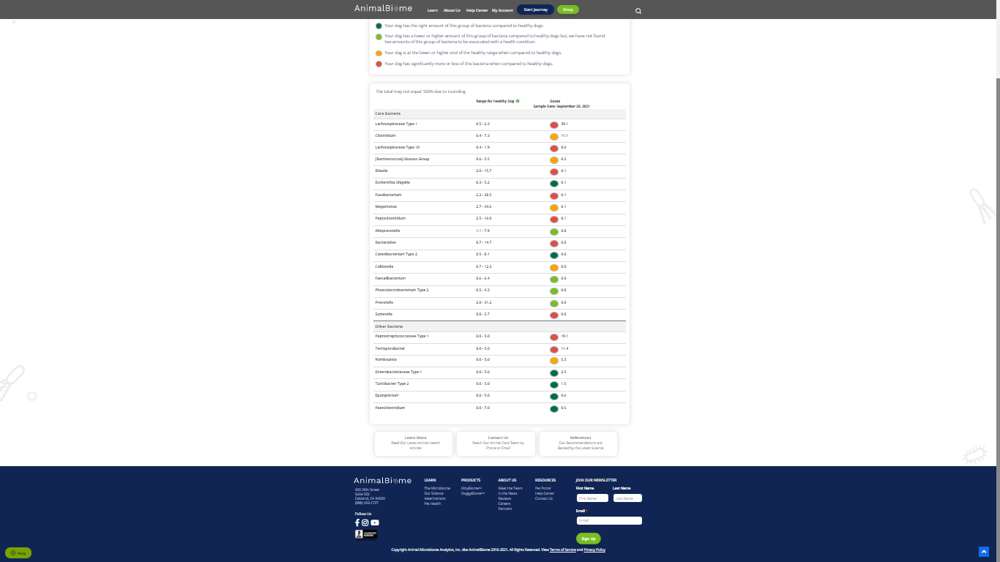 AnimalBiome
Learn About Us Help Center My Account Start Journey Shop
Your dog has the right amount of this group of bacteria compared to healthy dogs.
Your dog has a lower or higher amount of this group of bacteria compared to healthy dogs but, we have not found
low amounts of this group of bacteria to be associated with a health condition.
Your dog is at the lower or higher end of the healthy range when compared to healthy dogs.
Your dog has significantly more or less of this bacteria when compared to healthy dogs.
The total may not equal 100% due to rounding
Range for Healthy Dog Goose
Sample Date: September 29, 2021
Core Bacteria
Lachnospiraceae Type 1 0.5 - 6.3 39.1
Clostridium 0.4 - 7.3 11.1
Lachnospiraceae Type 10 0.4 - 1.9 8.0
[Ruminococcus] Gnavus Group 0.6 - 5.5 0.3
Blautia 2.0 - 15.7 0.1
Escherichia Shigella 0.3 - 5.2 0.1
Fusobacterium 2.2 - 28.5 0.1
Megamonas 2.7 - 34.6 0.1
Peptoclostridium 2.5 - 16.0 0.1
Alloprevotella 1.1 - 7.9 0.0
Bacteroides 0.7 - 14.7 0.0
Catenibacterium Type 2 0.5 - 8.1 0.0
Collinsella 0.7 - 12.3 0.0
Faecalibacterium 0.6 - 6.4 0.0
Phascolarctobacterium Type 2 0.5 - 4.3 0.0
Prevotella 2.0 - 31.2 0.0
Sutterella 0.8 - 3.7 0.0
Other Bacteria
Peptostreptococcaceae Type 1 0.0 - 5.0 19.1
Terrisporobacter 0.0 - 5.0 11.4
Romboutsia 0.0 - 5.0 5.3
Enterobacteriaceae Type 1 0.0 - 5.0 2.5
Turicibacter Type 2 0.0 - 5.0 1.5
Epulopiscium 0.0 - 5.0 0.6
Paeniclostridium 0.0 - 7.0 0.5
Learn More Contact Us References
Read Our Latest Animal Health Reach Our Animal Care Team by Our Recommendations are
Articles Phone or Email Backed by the Latest Science
AnimalBiome LEARN PRODUCTS ABOUT US RESOURCES JOIN OUR NEWSLETTER
400 29th Street The Microbiome KittyBiome™ Meet the Team Pet Portal First Name Last Name
Suite 502 Our Science DoggyBiome™ In the News Help Center
Oakland, CA 94609 Veterinarians Reviews Contact Us First Name Last Name
(888) 493-1727 Pet Health Careers
Partners
Email *
Follow Us
E-mail
Sign Up
Copyright Animal Microbiome Analytics, Inc. dba AnimalBiome 2016-2021. All Rights Reserved. View Terms of Service and Privacy Policy
Help